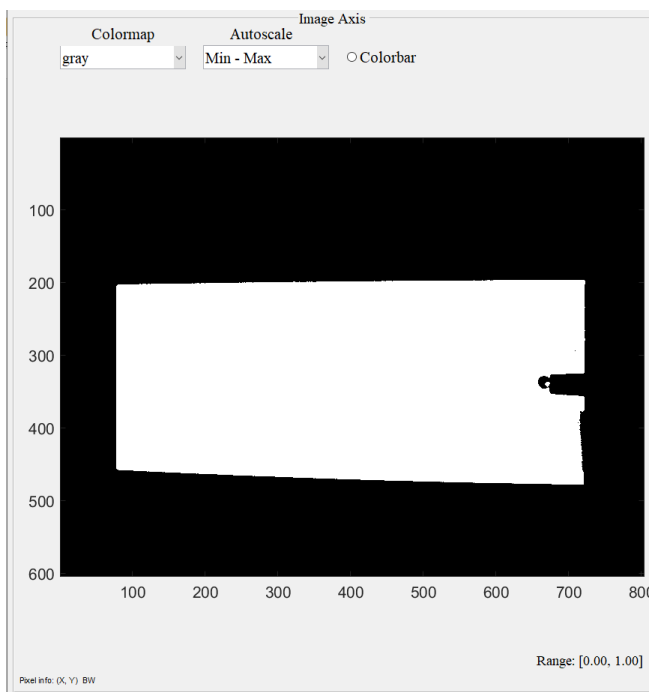 Image Axis
Colormap Autoscale
gray Min - Max Colorbar
100
200
300
400
500
600
100 200 300 400 500 600 700 800
Range: [0.00, 1.00]
Pixel info: (X, Y) BW